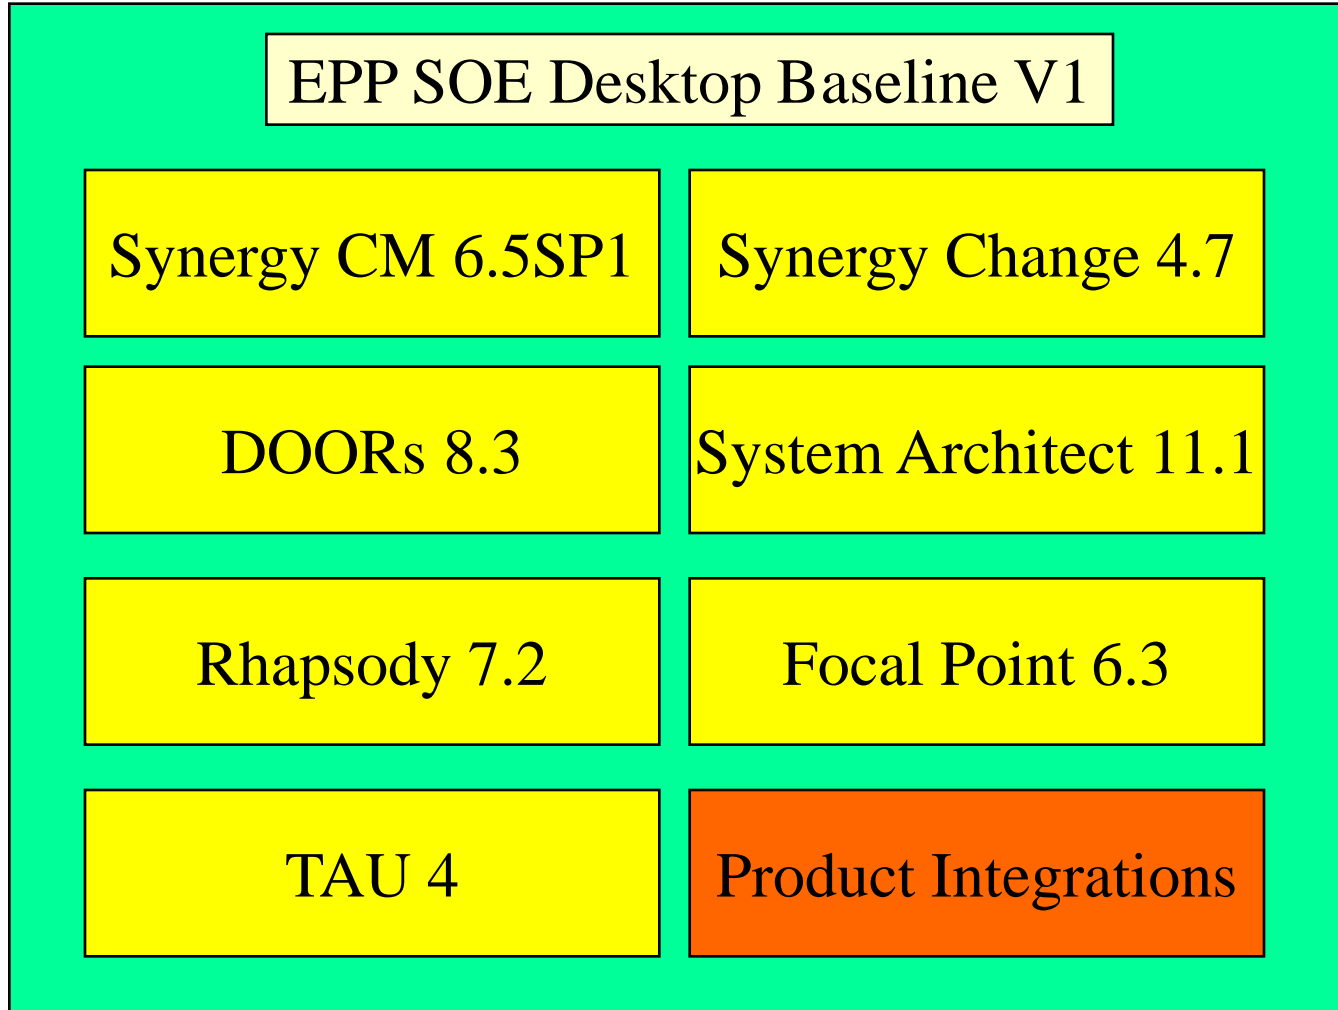 EPP SOE Desktop Baseline V1
Synergy CM 6.5SP1
Synergy Change 4.7
DOORs 8.3
System Architect 11.1
Rhapsody 7.2
Focal Point 6.3
TAU 4
Product Integrations